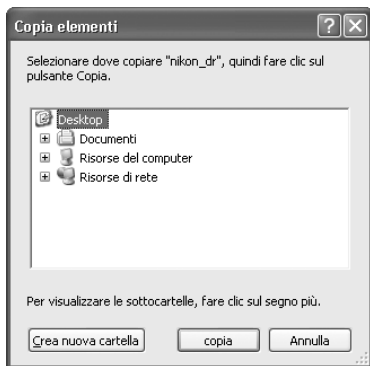 Copia elementi
Selezionare dove copiare "nikon_dr", quindi fare clic sul
pulsante Copia.
Desktop
Documenti
Risorse del computer
Risorse di rete
Per visualizzare le sottocartelle, fare clic sul segno più.
Crea nuova cartella copia Annulla